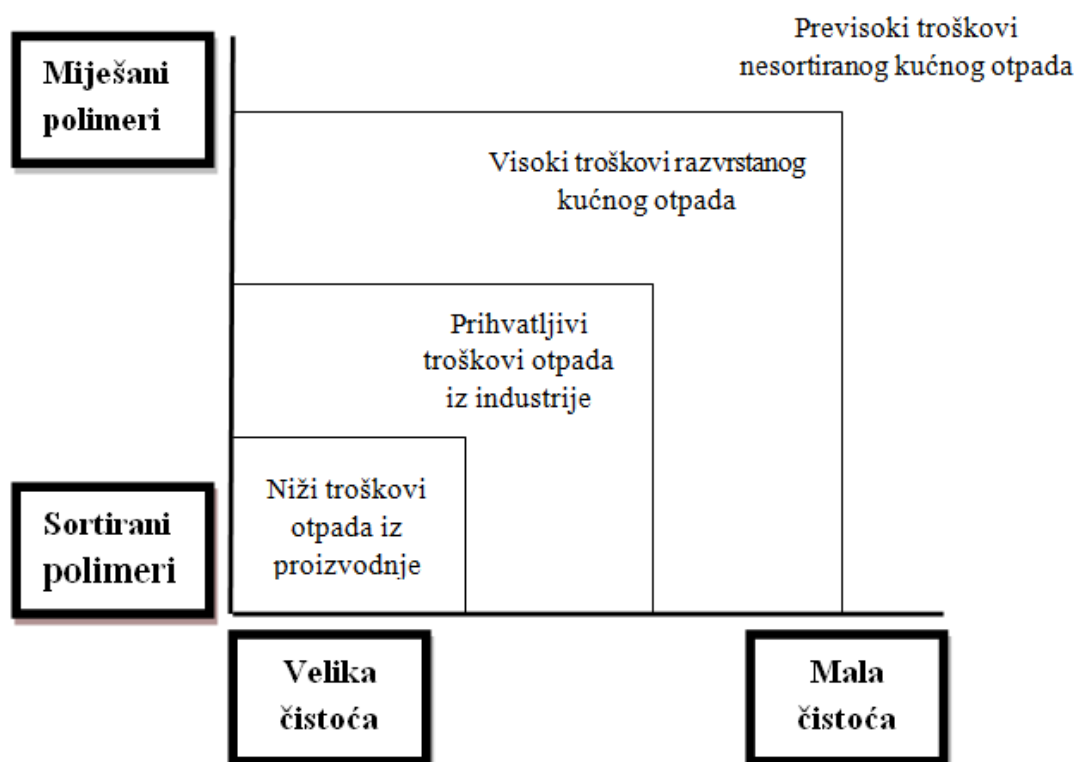 Previsoki troškovi
nesortiranog kućnog otpada
Miješani
polimeri
Visoki troškovi razvrstanog
kućnog otpada
Prihvatljivi
troškovi otpada
iz industrije
Niži troškovi
otpada iz
proizvodnje
Sortirani
polimeri
Velika
čistoća
Mala
čistoća